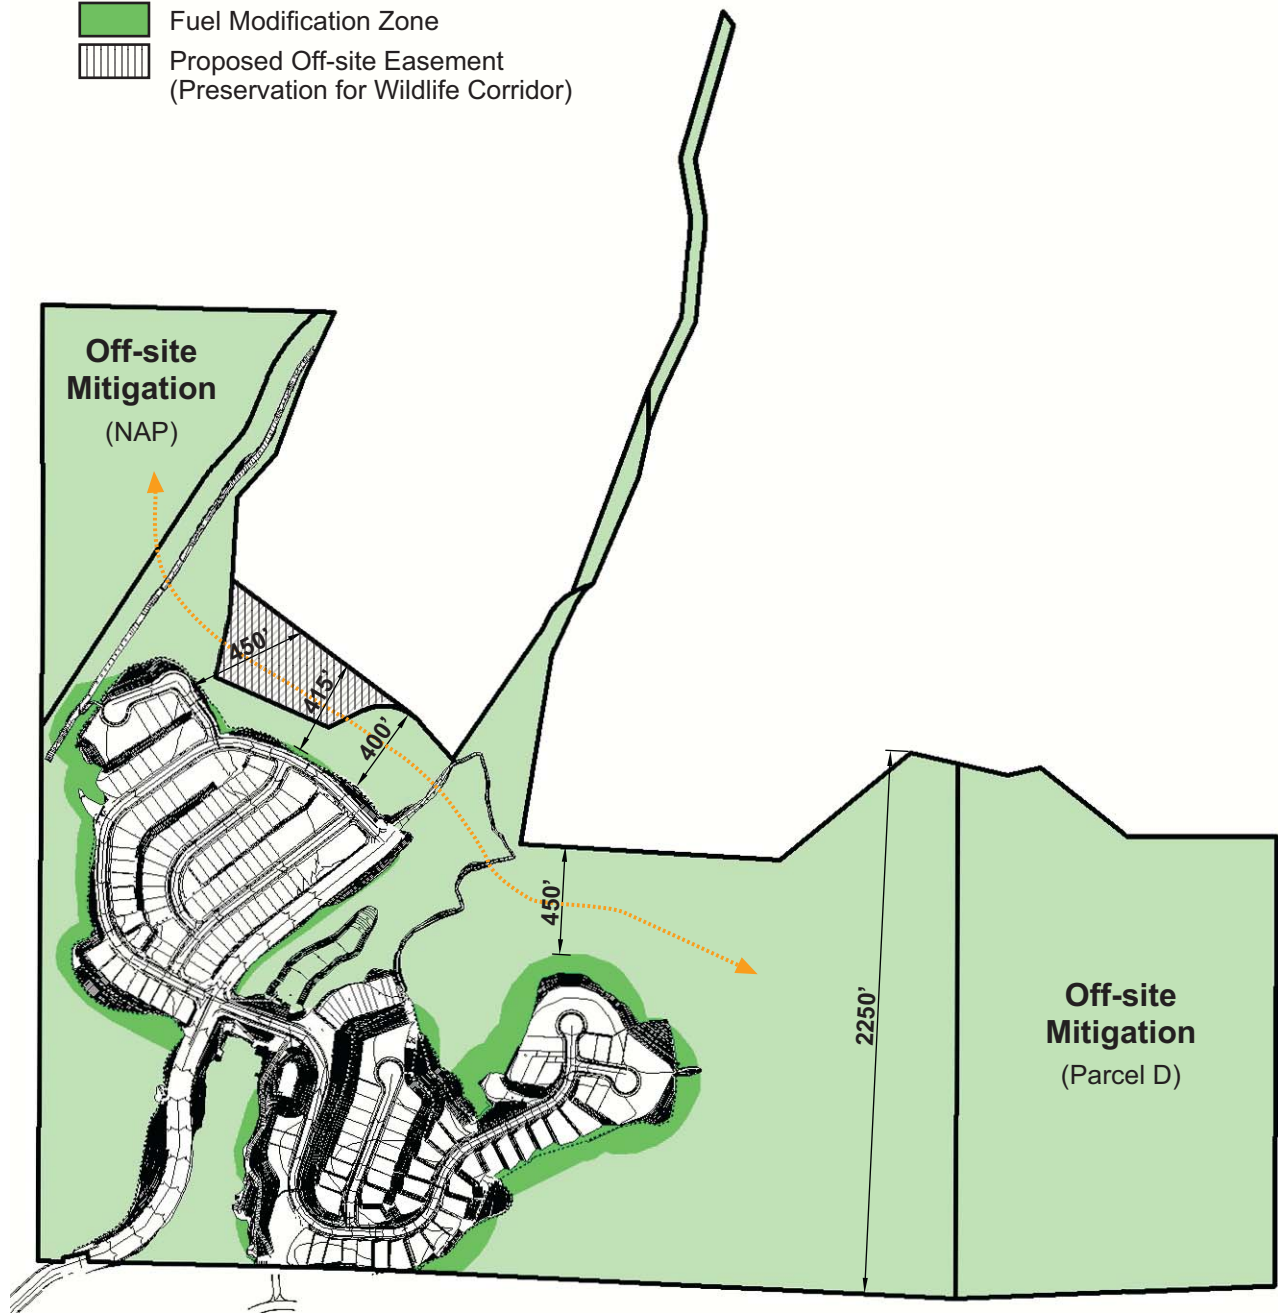 Fuel Modification Zone
Proposed Off-site Easement
(Preservation for Wildlife Corridor)
Off-site
Mitigation
(NAP)
450’
415’
400’
450’
2250’
Off-site
Mitigation
(Parcel D)